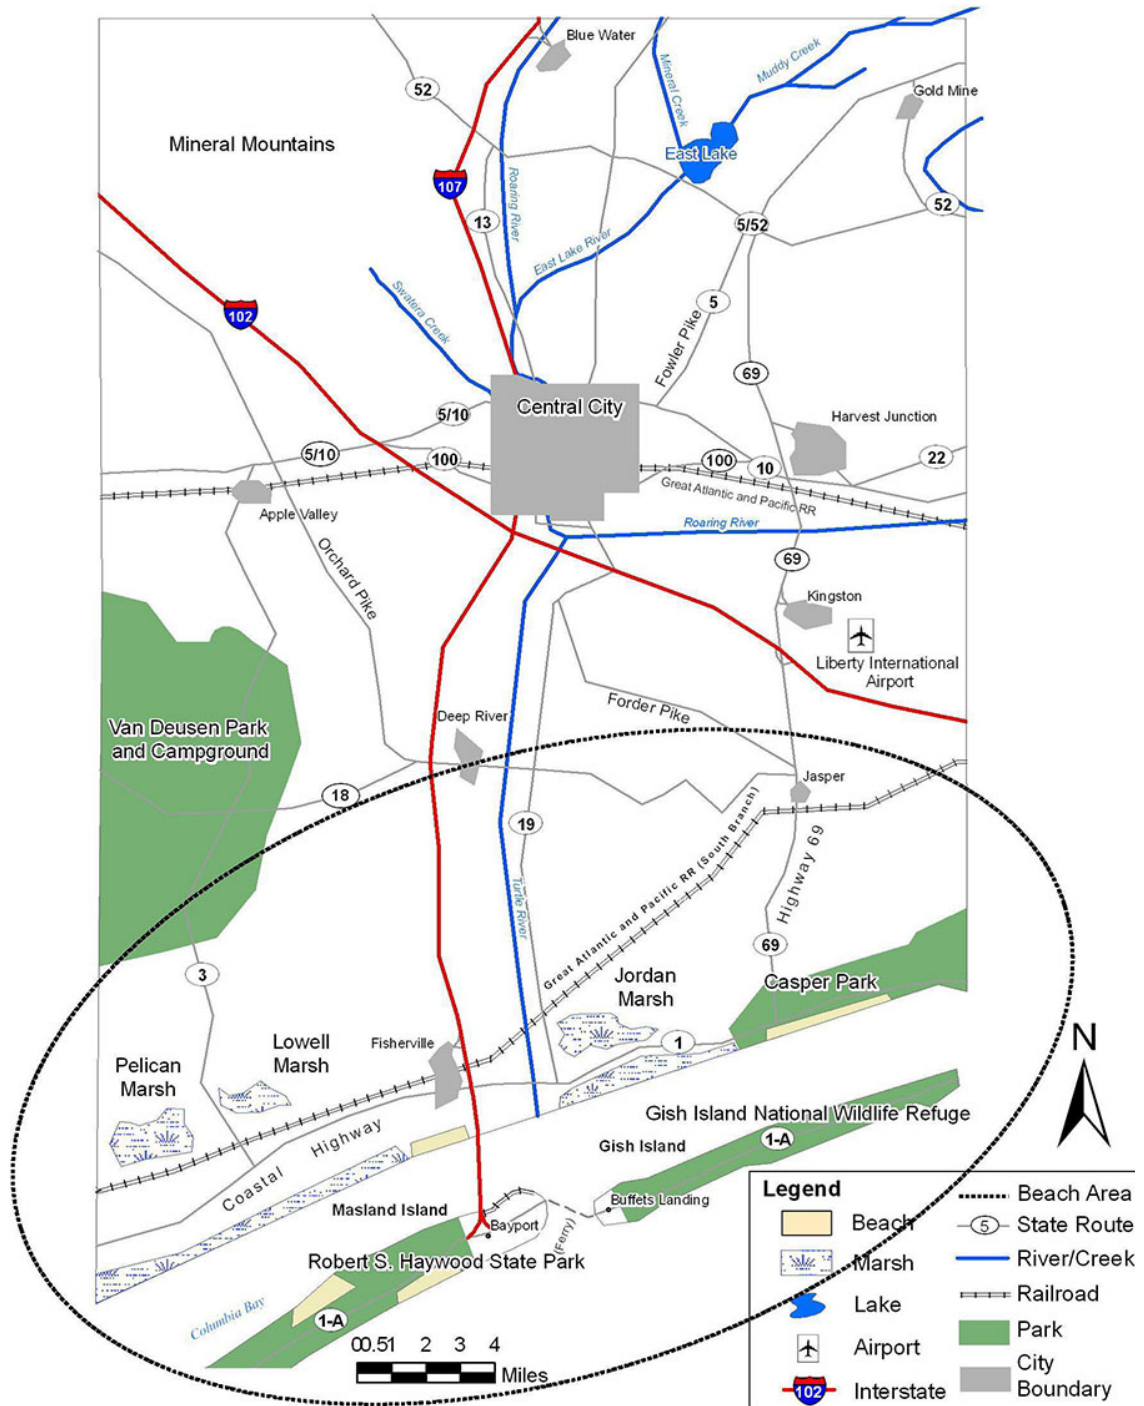 Blue Water
52
Mineral Creek
Muddy Creek
Gold Mine
Mineral Mountains
East Lake
107
Roaring River
13
52
5/52
East Lake River
Swatera Creek
102
5
Fowler Pike
69
5/10
Central City
Harvest Junction
5/10
100
100
10
22
Great Atlantic and Pacific RR
Apple Valley
Roaring River
Orchard Pike
69
Kingston
Liberty International
Airport
Forder Pike
Deep River
Van Deusen Park
and Campground
Jasper
18
19
Great Atlantic and Pacific RR (South Branch)
Highway 69
Turtle River
69
3
Jordan
Marsh
Casper Park
Lowell
Marsh
Fisherville
1
Pelican
Marsh
N
Gish Island National Wildlife Refuge
Coastal Highway
Gish Island
1-A
Masland Island
Buffets Landing
Bayport
(Ferry)
Robert S. Haywood State Park
Columbia Bay
1-A
00.51 2 3 4
Miles
Legend
Beach
Marsh
Lake
Airport
102
Interstate
Beach Area
5
State Route
River/Creek
Railroad
Park
City
Boundary